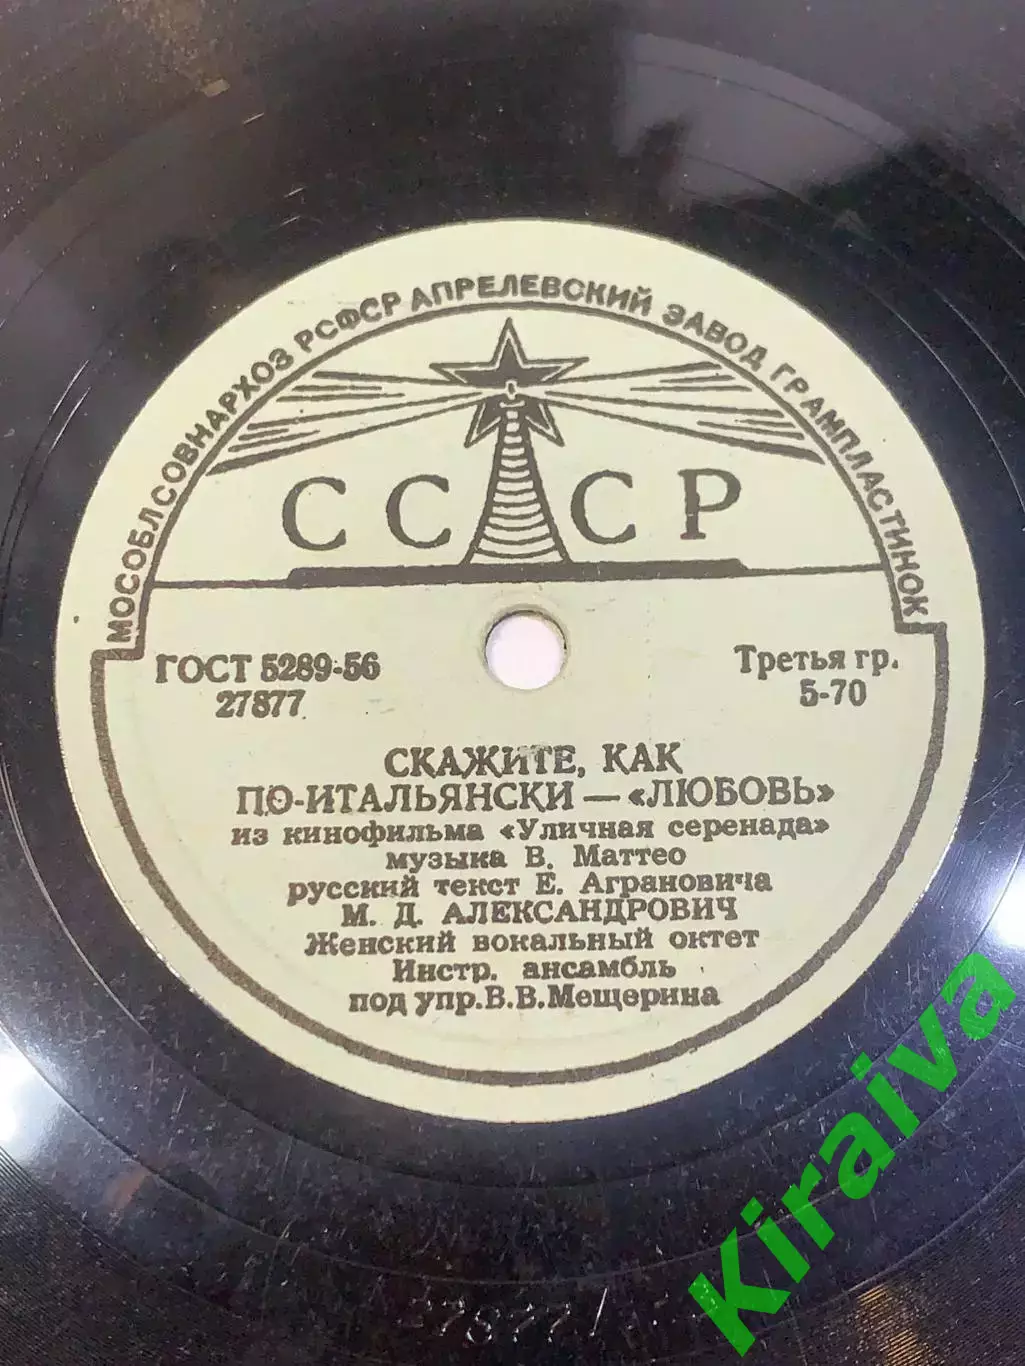 МОСОБЛСОВНАРХОЗ РСФСР АПРЕЛЕВСКИЙ ЗАВОД ГРАМПЛАСТИНОК
СССР
ГОСТ 5289-56
27877
Третья гр.
5-70
СКАЖИТЕ, КАК
ПО-ИТАЛЬЯНСКИ — «ЛЮБОВЬ»
из кинофильма «Уличная серенада»
музыка В. Маттео
русский текст Е. Аграновича
М. Д. АЛЕКСАНДРОВИЧ
Женский вокальный октет
Инстр. ансамбль
под упр. В. В. Мещерина
27877/
Kiraiva